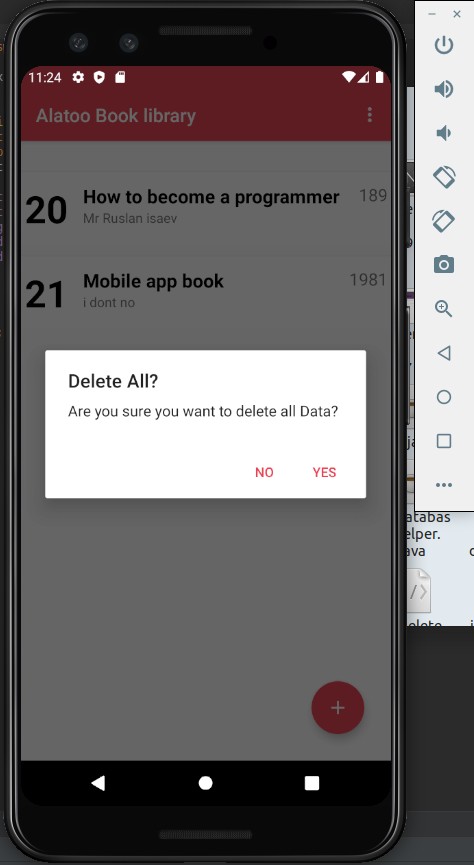 11:24
Alatoo Book library
20
How to become a programmer
189
Mr Ruslan isaev
21
Mobile app book
1981
i dont no
Delete All?
Are you sure you want to delete all Data?
NO
YES
elper.
ava